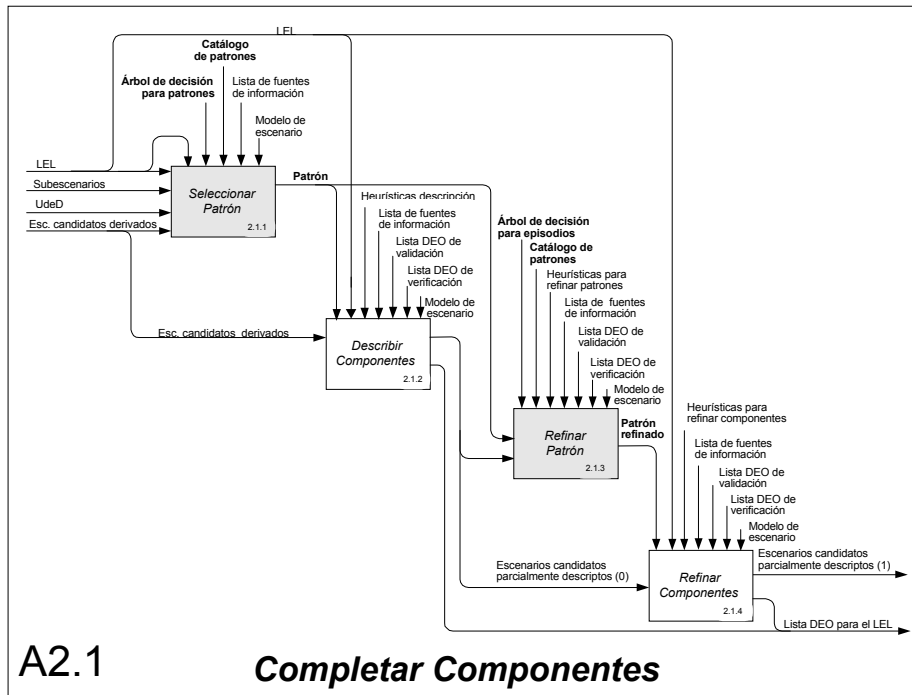 LEL
LEL
Catálogo
de patrones
Árbol de decisión
para patrones
Lista de fuentes
de información
Modelo de
escenario
LEL
Subescenarios
UdeD
Esc. candidatos derivados
Seleccionar
Patrón
2.1.1
Patrón
Heurísticas descripción
Lista de fuentes
de información
Lista DEO de
validación
Lista DEO de
verificación
Modelo de
escenario
Esc. candidatos derivados
Describir
Componentes
2.1.2
Árbol de decisión
para episodios
Catálogo de
patrones
Heurísticas para
refinar patrones
Lista de fuentes
de información
Lista DEO de
validación
Lista DEO de
verificación
Modelo de
escenario
Refinar
Patrón
2.1.3
Patrón
refinado
Heurísticas para
refinar componentes
Lista de fuentes
de información
Lista DEO de
validación
Lista DEO de
verificación
Modelo de
escenario
Escenarios candidatos
parcialmente descriptos (0)
Refinar
Componentes
2.1.4
Escenarios candidatos
parcialmente descriptos (1)
Lista DEO para el LEL
A2.1
Completar Componentes